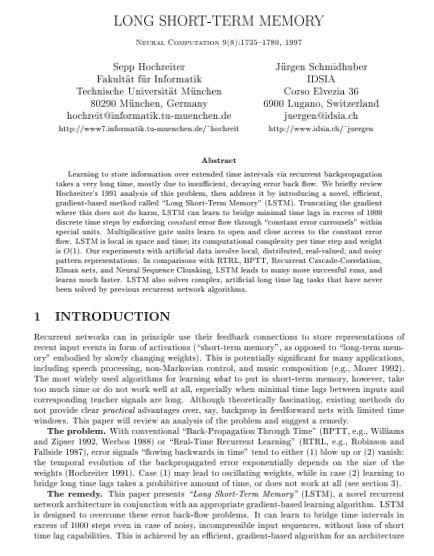 LONG SHORT-TERM MEMORY
NEURAL COMPUTATION 9(8):1735–1780, 1997
Sepp Hochreiter
Fakultät für Informatik
Technische Universität München
80290 München, Germany
hochreit@informatik.tu-muenchen.de
http://www7.informatik.tu-muenchen.de/~hochreit
Jürgen Schmidhuber
IDSIA
Corso Elvezia 36
6900 Lugano, Switzerland
juergen@idsia.ch
http://www.idsia.ch/~juergen
Abstract
Learning to store information over extended time intervals via recurrent backpropagation
takes a very long time, mostly due to insufficient, decaying error back flow. We briefly review
Hochreiter's 1991 analysis of this problem, then address it by introducing a novel, efficient,
gradient-based method called "Long Short-Term Memory" (LSTM). Truncating the gradient
where this does not do harm, LSTM can learn to bridge minimal time lags in excess of 1000
discrete time steps by enforcing constant error flow through "constant error carrousels" within
special units. Multiplicative gate units learn to open and close access to the constant error
flow. LSTM is local in space and time; its computational complexity per time step and weight
is O(1). Our experiments with artificial data involve local, distributed, real-valued, and noisy
pattern representations. In comparisons with RTRL, BPTT, Recurrent Cascade-Correlation,
Elman nets, and Neural Sequence Chunking, LSTM leads to many more successful runs, and
learns much faster. LSTM also solves complex, artificial long time lag tasks that have never
been solved by previous recurrent network algorithms.
1 INTRODUCTION
Recurrent networks can in principle use their feedback connections to store representations of
recent input events in form of activations ("short-term memory", as opposed to "long-term mem-
ory" embodied by slowly changing weights). This is potentially significant for many applications,
including speech processing, non-Markovian control, and music composition (e.g., Mozer 1992).
The most widely used algorithms for learning what to put in short-term memory, however, take
too much time or do not work well at all, especially when minimal time lags between inputs and
corresponding teacher signals are long. Although theoretically fascinating, existing methods do
not provide clear practical advantages over, say, backprop in feedforward nets with limited time
windows. This paper will review an analysis of the problem and suggest a remedy.
The problem. With conventional "Back-Propagation Through Time" (BPTT, e.g., Williams
and Zipser 1992, Werbos 1988) or "Real-Time Recurrent Learning" (RTRL, e.g., Robinson and
Fallside 1987), error signals "flowing backwards in time" tend to either (1) blow up or (2) vanish:
the temporal evolution of the backpropagated error exponentially depends on the size of the
weights (Hochreiter 1991). Case (1) may lead to oscillating weights, while in case (2) learning to
bridge long time lags takes a prohibitive amount of time, or does not work at all (see section 3).
The remedy. This paper presents "Long Short-Term Memory" (LSTM), a novel recurrent
network architecture in conjunction with an appropriate gradient-based learning algorithm. LSTM
is designed to overcome these error back-flow problems. It can learn to bridge time intervals in
excess of 1000 steps even in case of noisy, incompressible input sequences, without loss of short
time lag capabilities. This is achieved by an efficient, gradient-based algorithm for an architecture